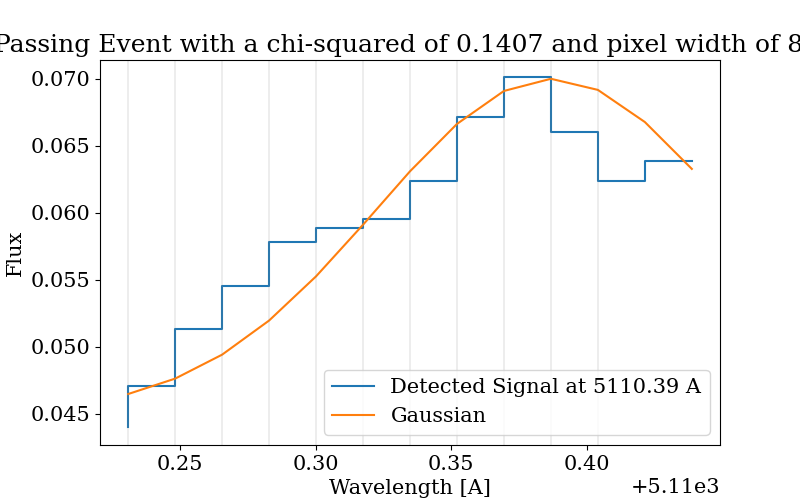 Passing Event with a chi-squared of 0.1407 and pixel width of 8
0.070
0.065
0.060
0.055
0.050
0.045
Flux
Detected Signal at 5110.39 A
Gaussian
0.25 0.30 0.35 0.40
+5.11e3
Wavelength [A]